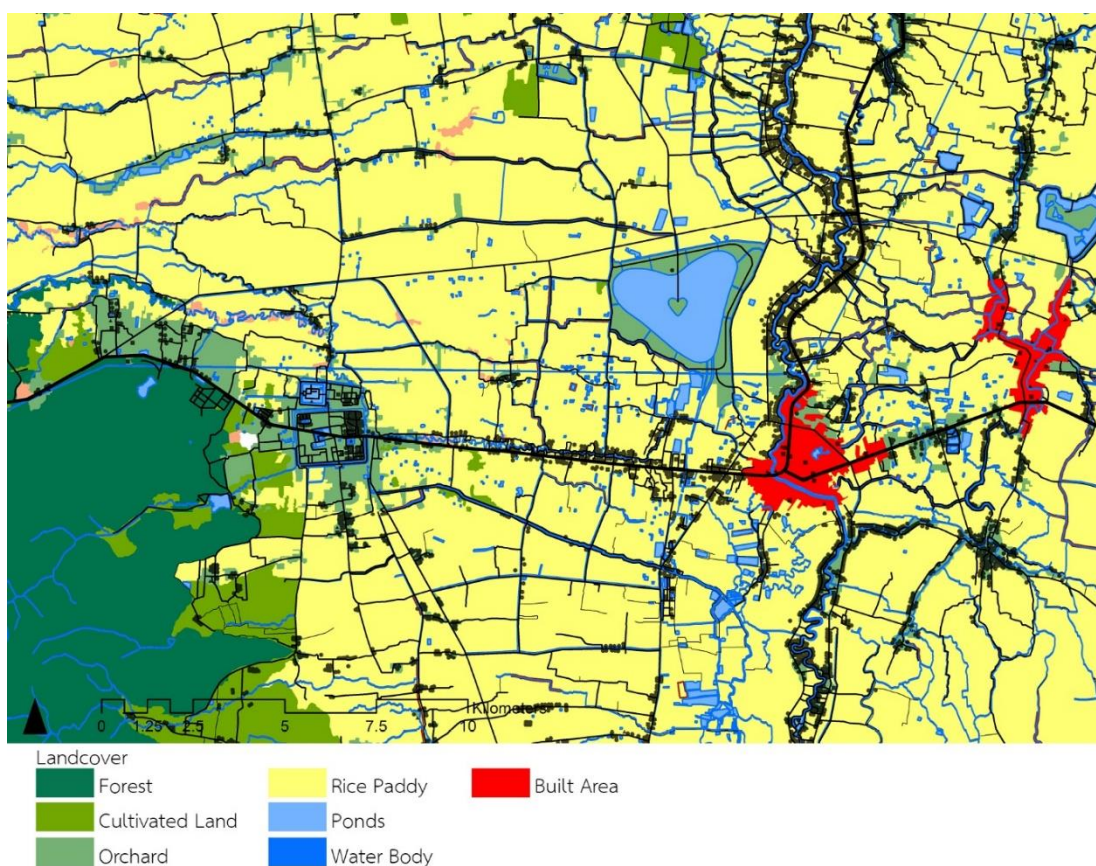 0 1.25 2.5 5 7.5 10
Kilometers
Landcover
Forest Rice Paddy Built Area
Cultivated Land Ponds
Orchard Water Body